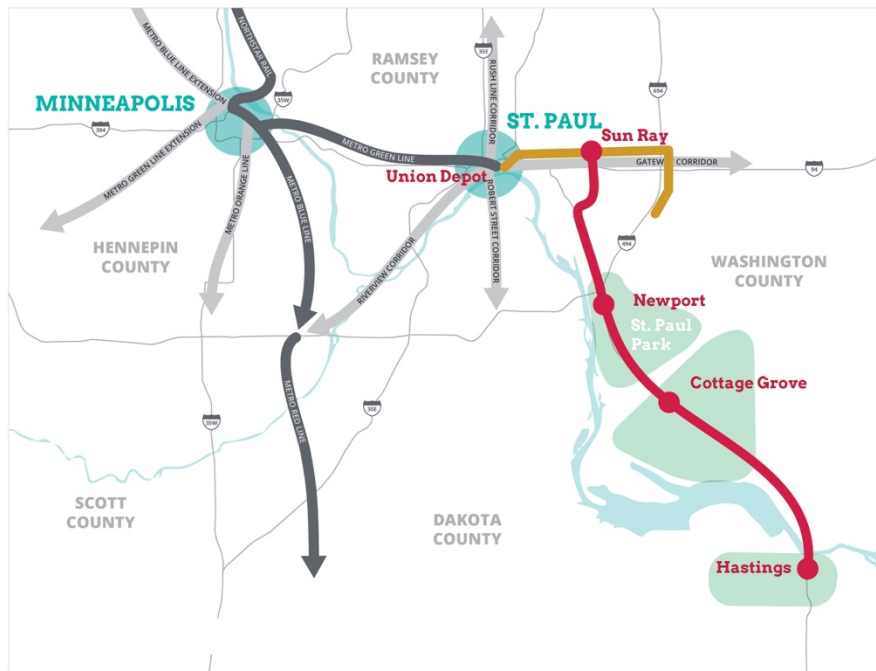 NORTHSTAR RAIL
METRO BLUE LINE EXTENSION
RAMSEY
COUNTY
35E
RUSH LINE CORRIDOR
694
35W
MINNEAPOLIS
394
METRO GREEN LINE EXTENSION
METRO ORANGE LINE
METRO GREEN LINE
ST. PAUL
Sun Ray
Union Depot
GATEWAY CORRIDOR
94
METRO BLUE LINE
ROBERT STREET CORRIDOR
RIVERVIEW CORRIDOR
HENNEPIN
COUNTY
494
WASHINGTON
COUNTY
Newport
St. Paul
Park
Cottage Grove
METRO RED LINE
35W
35E
SCOTT
COUNTY
DAKOTA
COUNTY
Hastings